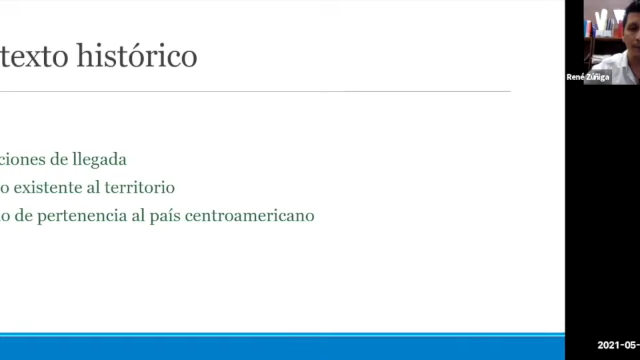 texto histórico
ciones de llegada
o existente al territorio
o de pertenencia al país centroamericano
René Zúñiga
2021-05-